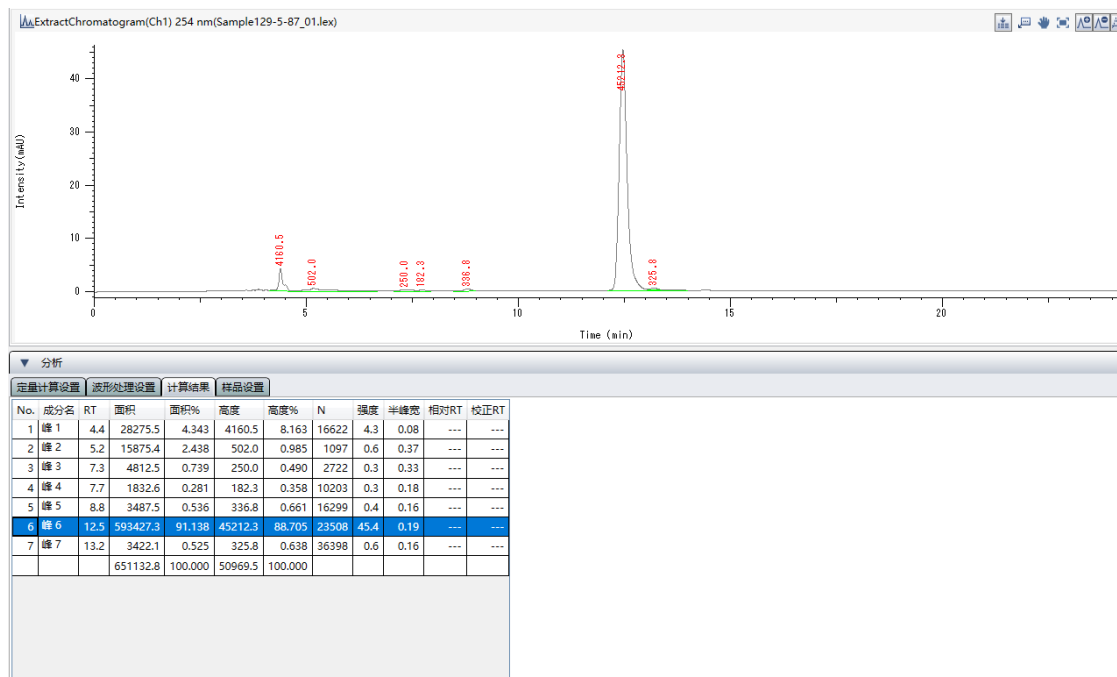 ExtractChromatogram(Ch1) 254 nm(Sample129-5-87_01.lex)
Intensity(mAU)
40
30
20
10
0
4160.5
502.0
250.0
182.3
336.8
45212.3
325.8
0 5 10 15 20
Time (min)
▼ 分析
定量计算设置 波形处理设置 计算结果 样品设置
No. 成分名 RT 面积 面积% 高度 高度% N 强度 半峰宽 相对RT 校正RT
1 峰 1 4.4 28275.5 4.343 4160.5 8.163 16622 4.3 0.08 --- ---
2 峰 2 5.2 15875.4 2.438 502.0 0.985 1097 0.6 0.37 --- ---
3 峰 3 7.3 4812.5 0.739 250.0 0.490 2722 0.3 0.33 --- ---
4 峰 4 7.7 1832.6 0.281 182.3 0.358 10203 0.3 0.18 --- ---
5 峰 5 8.8 3487.5 0.536 336.8 0.661 16299 0.4 0.16 --- ---
6 峰 6 12.5 593427.3 91.138 45212.3 88.705 23508 45.4 0.19 --- ---
7 峰 7 13.2 3422.1 0.525 325.8 0.638 36398 0.6 0.16 --- ---
651132.8 100.000 50969.5 100.000